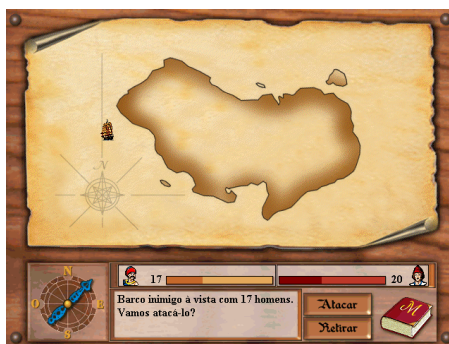 N
O
E
S
17
20
Barco inimigo à vista com 17 homens.
Vamos atacá-lo?
Atacar
Retirar
M